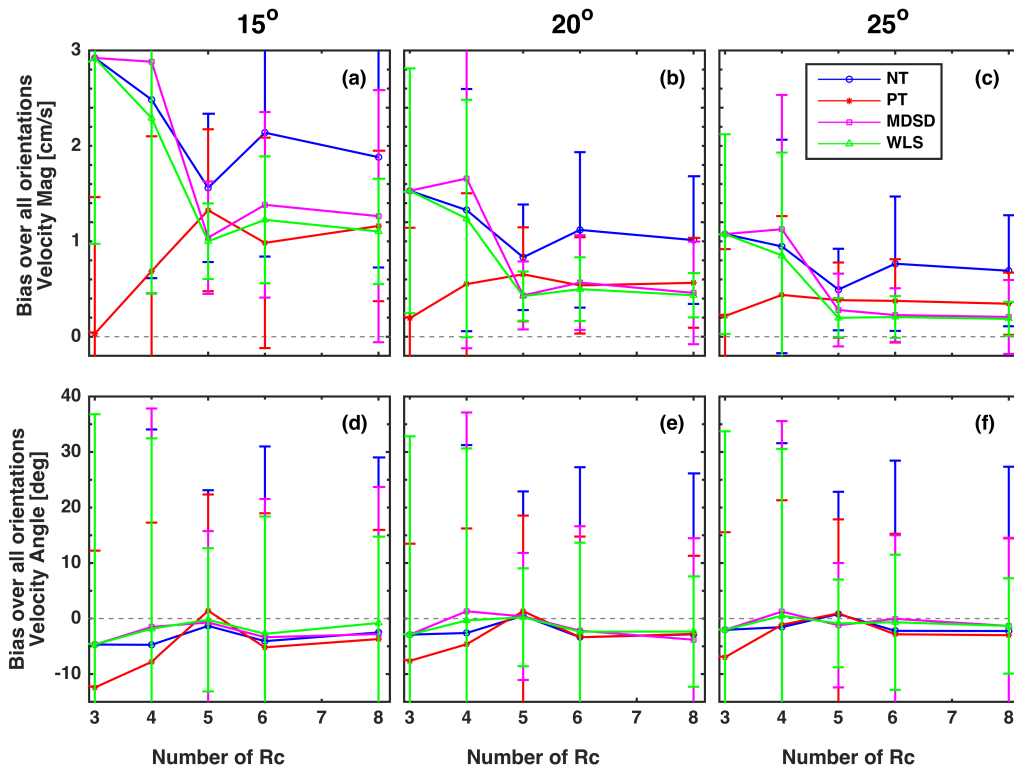 15° 20° 25°
Bias over all orientations
Velocity Mag [cm/s]
3
2
1
0
(a) (b) (c)
NT
PT
MDSD
WLS
Bias over all orientations
Velocity Angle [deg]
40
30
20
10
0
-10
(d) (e) (f)
3 4 5 6 7 8 3 4 5 6 7 8 3 4 5 6 7 8
Number of Rc Number of Rc Number of Rc